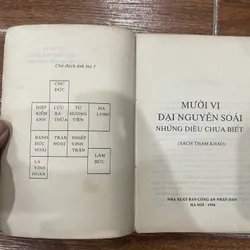 Chú thích ảnh bìa 1
CHU
ĐỨC
DIỆP
KIẾM
ANH
LƯU
BÁ
THỪA
TỪ
HƯỚNG
TIỀN
HẠ
LONG
BÀNH
ĐỨC
HOÀI
TRẦN
NGHỊ
NHIẾP
VINH
TRĂN
LA
VINH
HOÀN
LÂM
BƯU
MƯỜI VỊ
ĐẠI NGUYÊN SOÁI
NHỮNG ĐIỀU CHƯA BIẾT
(SÁCH THAM KHẢO)
NHÀ XUẤT BẢN CÔNG AN NHÂN DÂN
HÀ NỘI - 1996